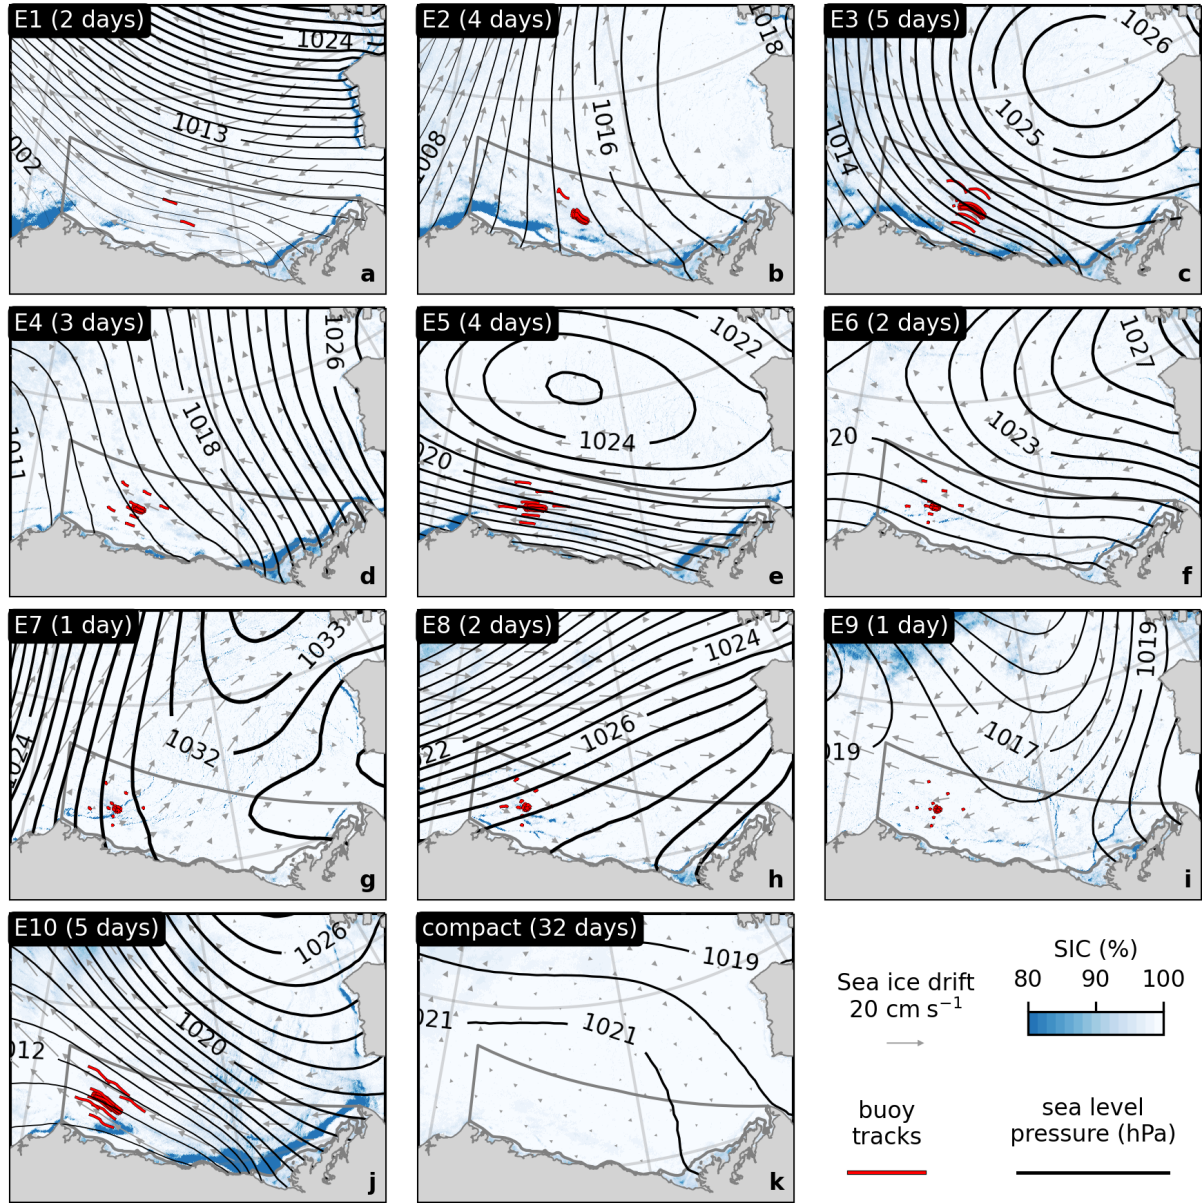 E1 (2 days)
1024
1013
002
a
E2 (4 days)
1018
1016
1008
b
E3 (5 days)
1026
1025
1014
c
E4 (3 days)
1026
1018
1011
d
E5 (4 days)
1022
1024
020
e
E6 (2 days)
1027
1023
20
f
E7 (1 day)
1033
1032
1024
g
E8 (2 days)
1024
1026
22
h
E9 (1 day)
1019
1017
019
i
E10 (5 days)
1026
1020
012
j
compact (32 days)
1019
1021
021
k
Sea ice drift
20 cm s⁻¹
SIC (%)
80 90 100
buoy
tracks
sea level
pressure (hPa)